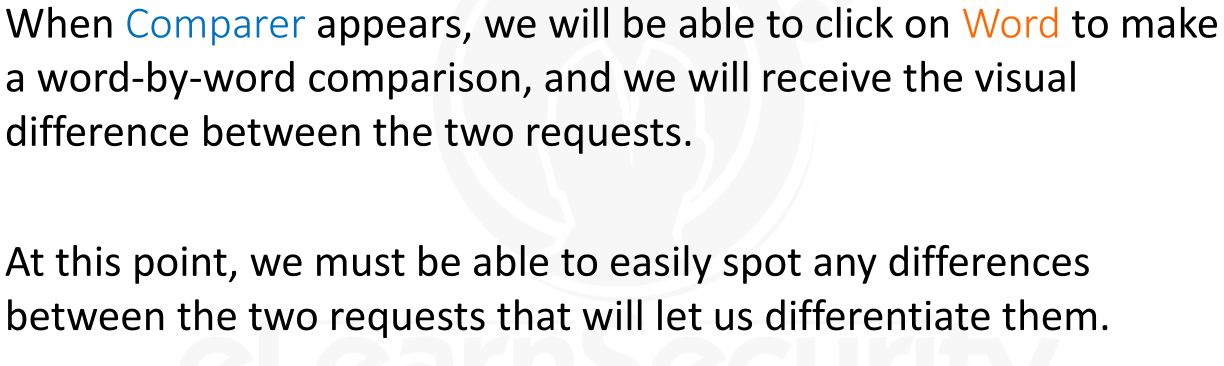 When Comparer appears, we will be able to click on Word to make
a word-by-word comparison, and we will receive the visual
difference between the two requests.
At this point, we must be able to easily spot any differences
between the two requests that will let us differentiate them.
eLearnSecurity